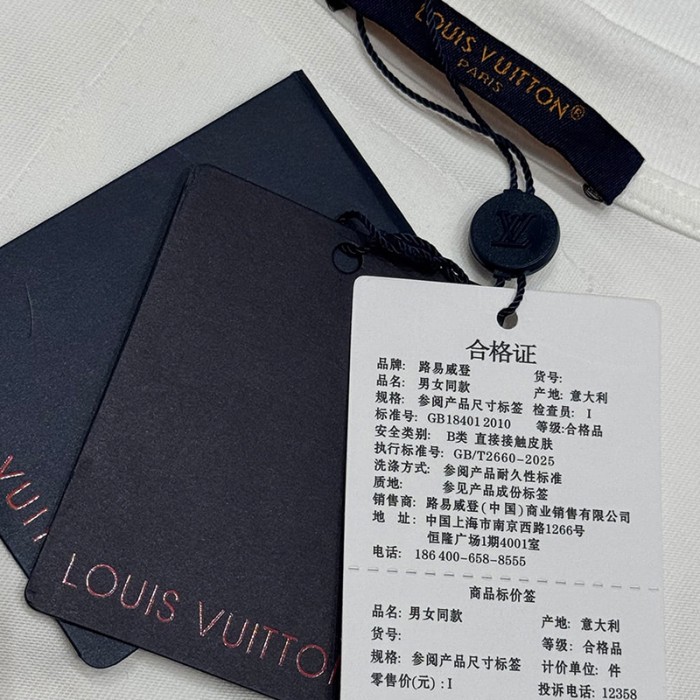 LOUIS VUITTON®
PARIS
LV
合格证
品牌: 路易威登 货号:
品名: 男女同款 产地: 意大利
规格: 参阅产品尺寸标签 检查员: I
标准号: GB18401 2010 等级:合格品
安全类别: B类 直接接触皮肤
执行标准号: GB/T2660-2025
洗涤方式: 参阅产品耐久性标准
质地: 参见产品成份标签
销售商: 路易威登(中国)商业销售有限公司
地 址: 中国上海市南京西路1266号
恒隆广场1期4001室
电话: 186 400-658-8555
商品标价签
品名: 男女同款 产地: 意大利
货号: 等级: 合格品
规格: 参阅产品尺寸标签 计价单位: 件
零售价(元) :I 投诉电话: 12358
LOUIS VUITTO
VUIT